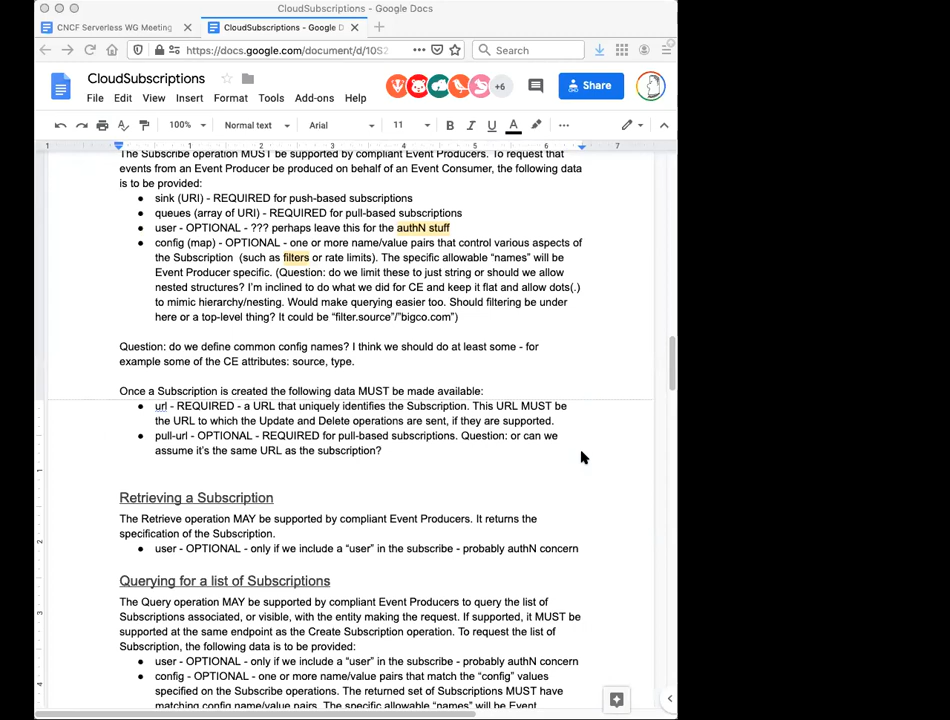 CloudSubscriptions - Google Docs
CNCF Serverless WG Meeting
CloudSubscriptions - Google D
https://docs.google.com/document/d/10S2
Search
CloudSubscriptions
+6
Share
File Edit View Insert Format Tools Add-ons Help
100% Normal text Arial 11 B I U A
1 1 2 3 4 5 6 7
The Subscribe operation MUST be supported by compliant Event Producers. To request that
events from an Event Producer be produced on behalf of an Event Consumer, the following data
is to be provided:
● sink (URI) - REQUIRED for push-based subscriptions
● queues (array of URI) - REQUIRED for pull-based subscriptions
● user - OPTIONAL - ??? perhaps leave this for the authN stuff
● config (map) - OPTIONAL - one or more name/value pairs that control various aspects of
the Subscription (such as filters or rate limits). The specific allowable “names” will be
Event Producer specific. (Question: do we limit these to just string or should we allow
nested structures? I'm inclined to do what we did for CE and keep it flat and allow dots(.)
to mimic hierarchy/nesting. Would make querying easier too. Should filtering be under
here or a top-level thing? It could be “filter.source”/”bigco.com”)
Question: do we define common config names? I think we should do at least some - for
example some of the CE attributes: source, type.
Once a Subscription is created the following data MUST be made available:
● url - REQUIRED - a URL that uniquely identifies the Subscription. This URL MUST be
the URL to which the Update and Delete operations are sent, if they are supported.
● pull-url - OPTIONAL - REQUIRED for pull-based subscriptions. Question: or can we
assume it's the same URL as the subscription?
Retrieving a Subscription
The Retrieve operation MAY be supported by compliant Event Producers. It returns the
specification of the Subscription.
● user - OPTIONAL - only if we include a “user” in the subscribe - probably authN concern
Querying for a list of Subscriptions
The Query operation MAY be supported by compliant Event Producers to query the list of
Subscriptions associated, or visible, with the entity making the request. If supported, it MUST be
supported at the same endpoint as the Create Subscription operation. To request the list of
Subscription, the following data is to be provided:
● user - OPTIONAL - only if we include a “user” in the subscribe - probably authN concern
● config - OPTIONAL - one or more name/value pairs that match the “config” values
specified on the Subscribe operations. The returned set of Subscriptions MUST have
matching config name/value pairs. The specific allowable “names” will be Event